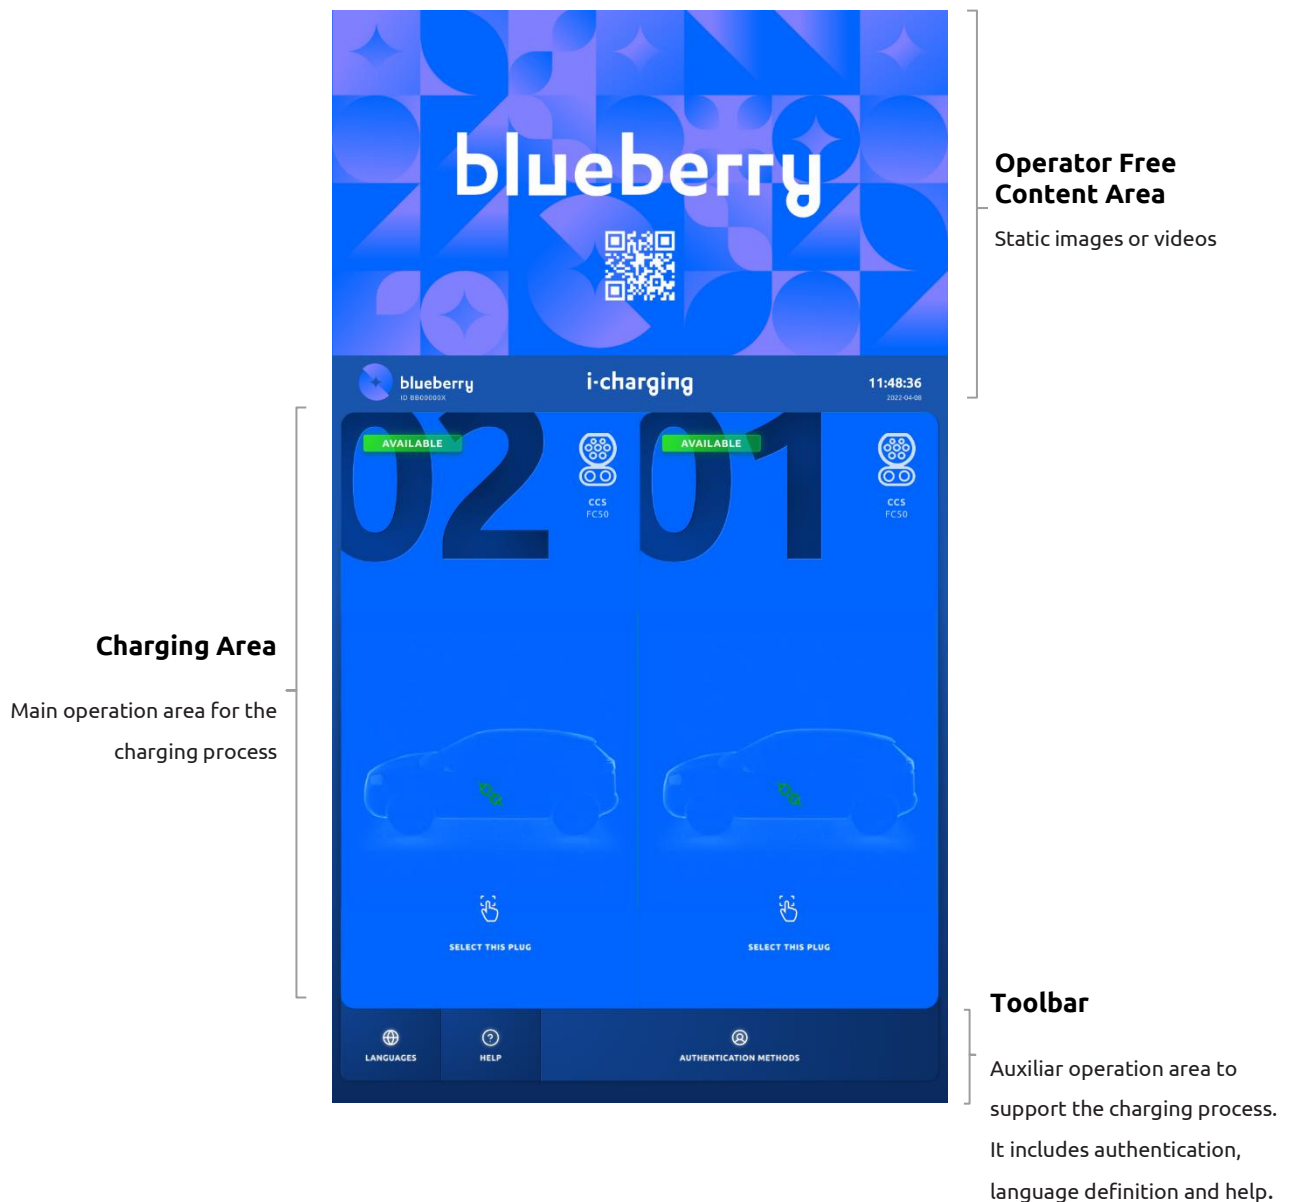 blueberry
Operator Free
Content Area
Static images or videos
blueberry
ID BB00000X
i-charging
11:48:36
2022-04-08
02
AVAILABLE
CCS
FC50
01
AVAILABLE
CCS
FC50
Charging Area
Main operation area for the
charging process
SELECT THIS PLUG
SELECT THIS PLUG
LANGUAGES
HELP
AUTHENTICATION METHODS
Toolbar
Auxiliar operation area to
support the charging process.
It includes authentication,
language definition and help.